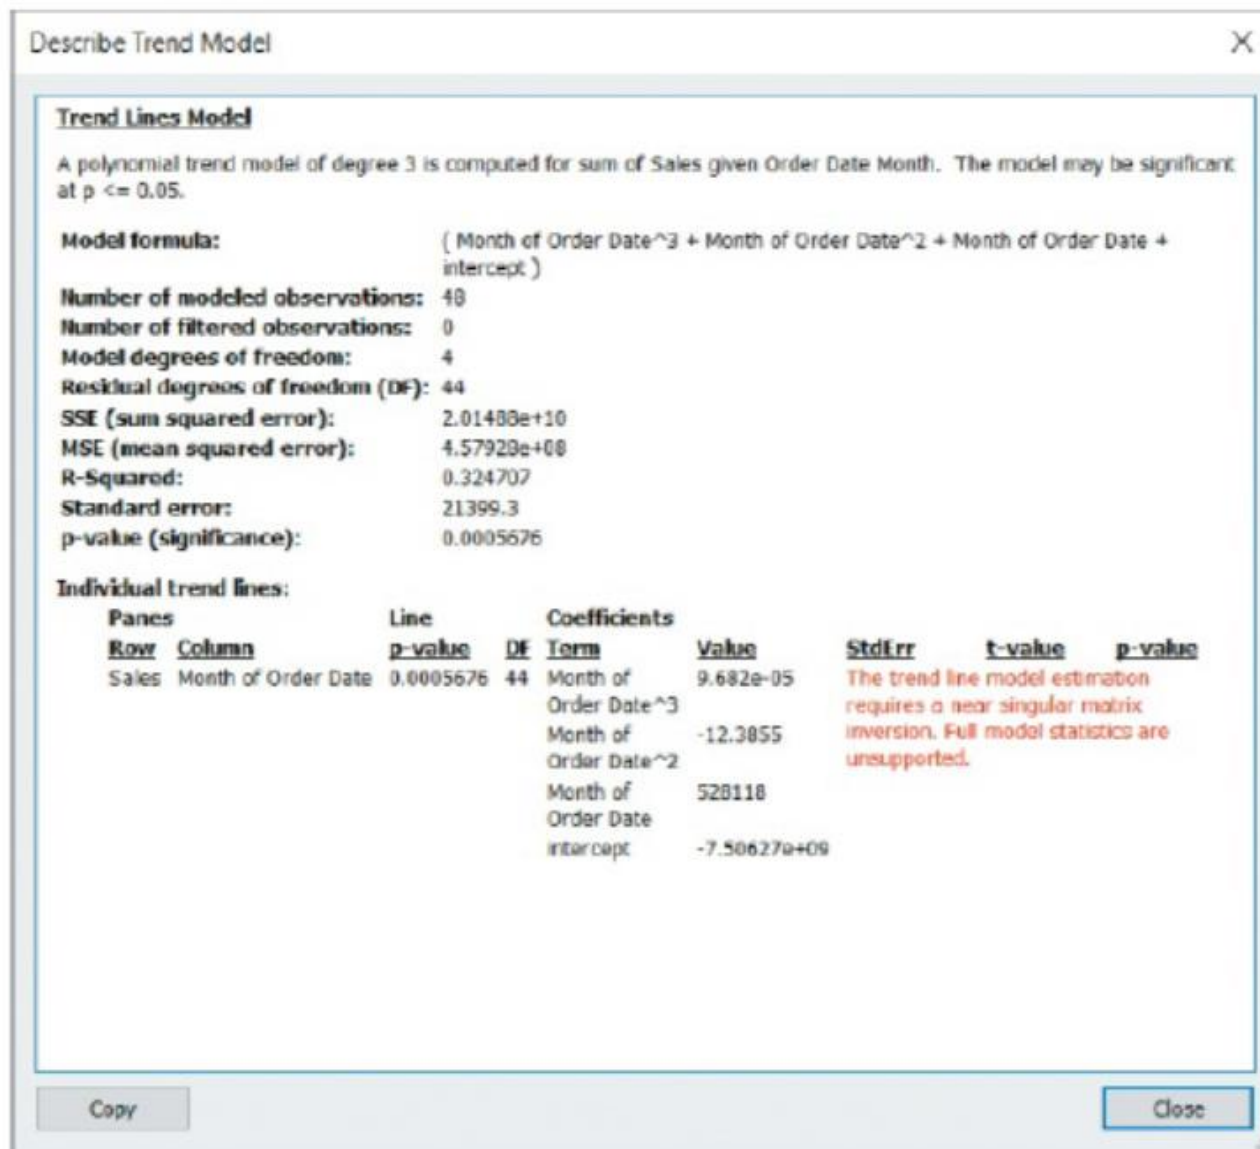 Describe Trend Model
Trend Lines Model
A polynomial trend model of degree 3 is computed for sum of Sales given Order Date Month. The model may be significant
at p <= 0.05.
Model formula: ( Month of Order Date^3 + Month of Order Date^2 + Month of Order Date +
intercept )
Number of modeled observations: 48
Number of filtered observations: 0
Model degrees of freedom: 4
Residual degrees of freedom (DF): 44
SSE (sum squared error): 2.01488e+10
MSE (mean squared error): 4.57928e+08
R-Squared: 0.324707
Standard error: 21399.3
p-value (significance): 0.0005676
Individual trend lines:
Panes Line Coefficients
Row Column p-value DF Term Value StdErr t-value p-value
Sales Month of Order Date 0.0005676 44 Month of 9.682e-05 The trend line model estimation
Order Date^3 requires a near singular matrix
Month of -12.3855 inversion. Full model statistics are
Order Date^2 unsupported.
Month of 528118
Order Date
intercept -7.50627e+09
Copy Close